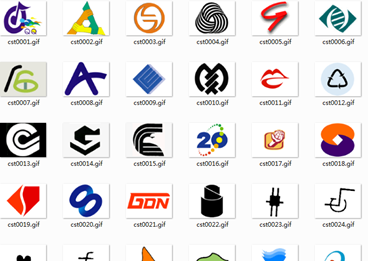 cst0001.gif cst0002.gif cst0003.gif cst0004.gif cst0005.gif cst0006.gif
cst0007.gif cst0008.gif cst0009.gif cst0010.gif cst0011.gif cst0012.gif
20
cst0013.gif cst0014.gif cst0015.gif cst0016.gif cst0017.gif cst0018.gif
GDN
cst0019.gif cst0020.gif cst0021.gif cst0022.gif cst0023.gif cst0024.gif